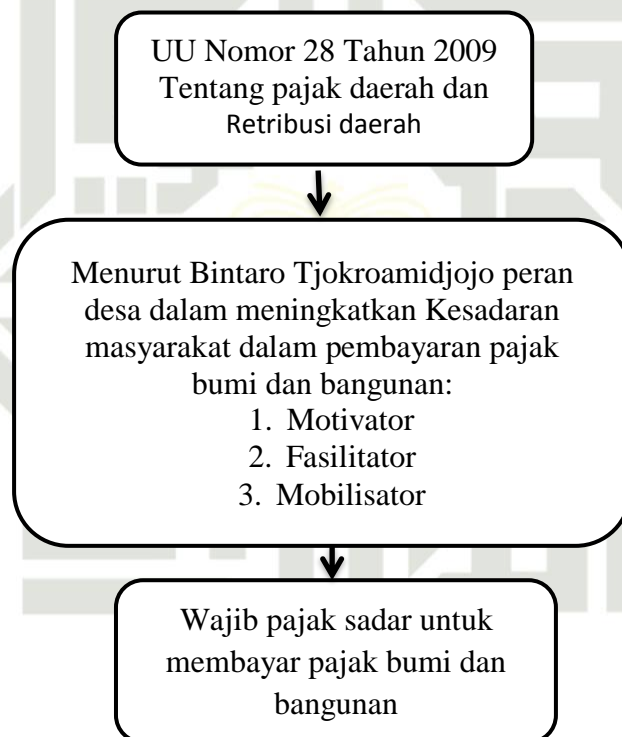 UU Nomor 28 Tahun 2009
Tentang pajak daerah dan
Retribusi daerah
Menurut Bintaro Tjokroamidjojo peran
desa dalam meningkatkan Kesadaran
masyarakat dalam pembayaran pajak
bumi dan bangunan:
1. Motivator
2. Fasilitator
3. Mobilisator
Wajib pajak sadar untuk
membayar pajak bumi dan
bangunan